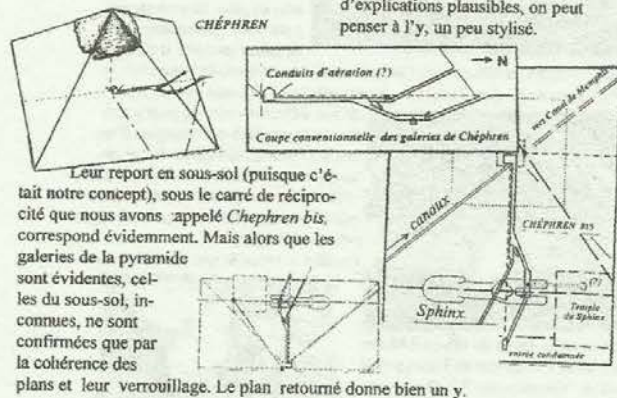 d'explications plausibles, on peut
penser à l'y, un peu stylisé.
CHÉPHREN
Conduits d'aération (?)
N
Coupe conventionnelle des galeries de Chéphren
vers Canal de Memphis
Leur report en sous-sol (puisque c'é-
tait notre concept), sous le carré de récipro-
cité que nous avons appelé Chephren bis,
correspond évidemment. Mais alors que les
galeries de la pyramide
sont évidentes, cel-
les du sous-sol, in-
connues, ne sont
confirmées que par
la cohérence des
plans et leur verrouillage. Le plan retourné donne bien un y.
canaux
CHÉPHREN BIS
Sphinx
(?)
Temple
du Sphinx
entrée condamnée